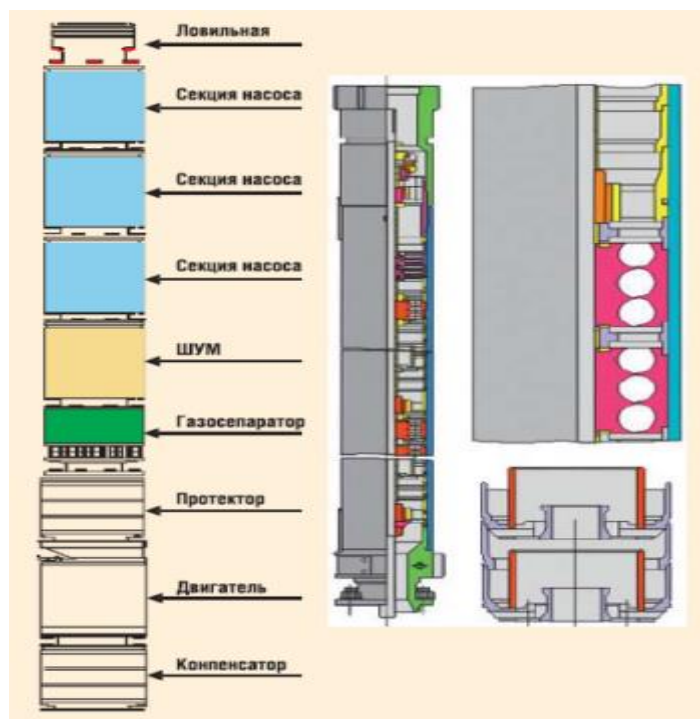 Ловильная
Секция насоса
Секция насоса
Секция насоса
ШУМ
Газосепаратор
Протектор
Двигатель
Конпенсатор